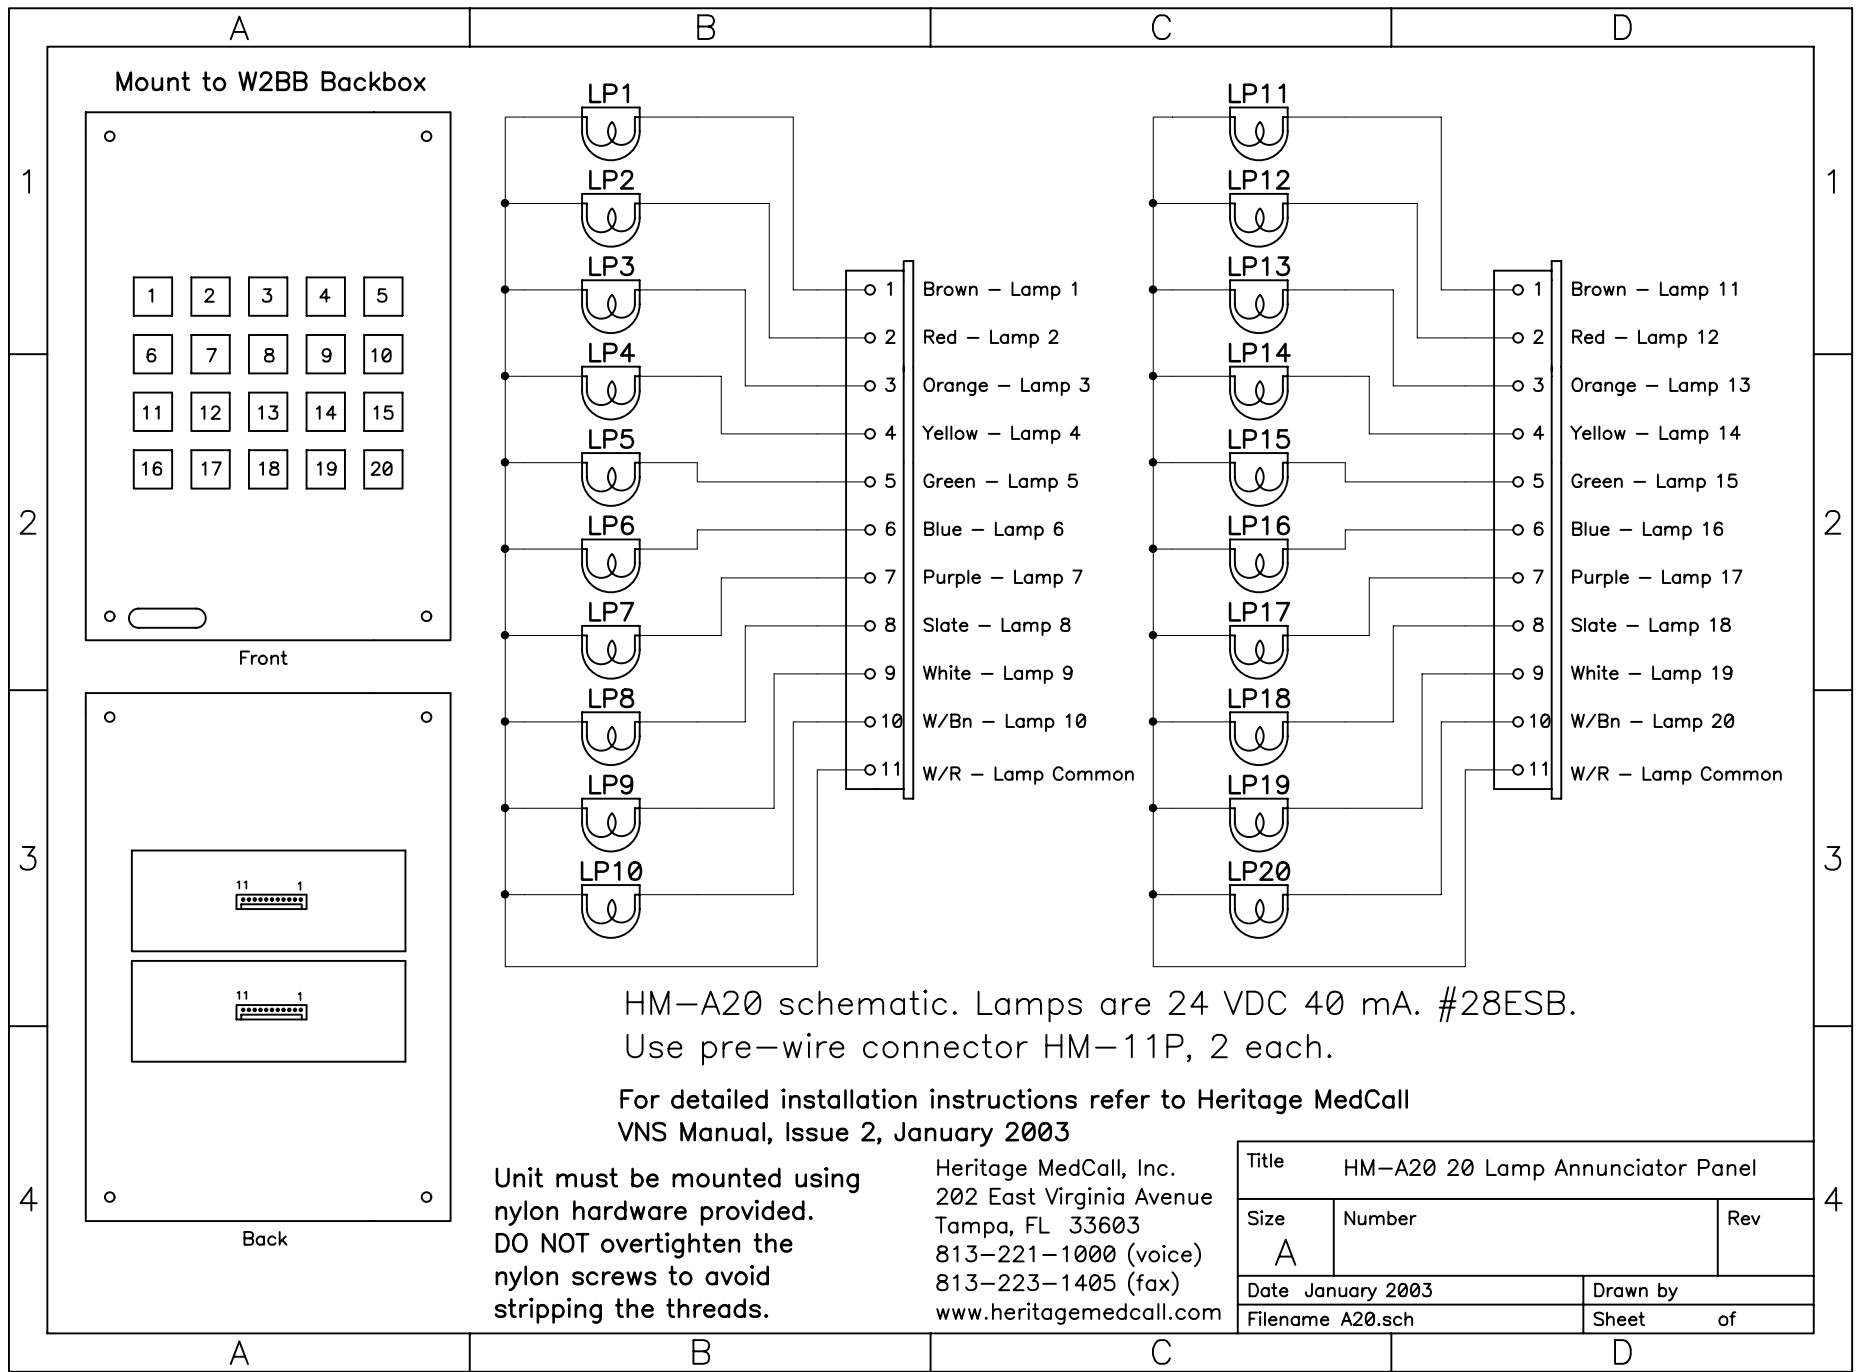 A B C D
Mount to W2BB Backbox
1 1
1 2 3 4 5
6 7 8 9 10
11 12 13 14 15
16 17 18 19 20
Front
2 2
11 1
11 1
Back
3 3
4 4
LP1
LP2
LP3
LP4
LP5
LP6
LP7
LP8
LP9
LP10
1 Brown – Lamp 1
2 Red – Lamp 2
3 Orange – Lamp 3
4 Yellow – Lamp 4
5 Green – Lamp 5
6 Blue – Lamp 6
7 Purple – Lamp 7
8 Slate – Lamp 8
9 White – Lamp 9
10 W/Bn – Lamp 10
11 W/R – Lamp Common
LP11
LP12
LP13
LP14
LP15
LP16
LP17
LP18
LP19
LP20
1 Brown – Lamp 11
2 Red – Lamp 12
3 Orange – Lamp 13
4 Yellow – Lamp 14
5 Green – Lamp 15
6 Blue – Lamp 16
7 Purple – Lamp 17
8 Slate – Lamp 18
9 White – Lamp 19
10 W/Bn – Lamp 20
11 W/R – Lamp Common
HM–A20 schematic. Lamps are 24 VDC 40 mA. #28ESB.
Use pre–wire connector HM–11P, 2 each.
For detailed installation instructions refer to Heritage MedCall
VNS Manual, Issue 2, January 2003
Unit must be mounted using
nylon hardware provided.
DO NOT overtighten the
nylon screws to avoid
stripping the threads.
Heritage MedCall, Inc.
202 East Virginia Avenue
Tampa, FL 33603
813–221–1000 (voice)
813–223–1405 (fax)
www.heritagemedcall.com
Title HM–A20 20 Lamp Annunciator Panel
Size Number Rev
A
Date January 2003 Drawn by
Filename A20.sch Sheet of
A B C D